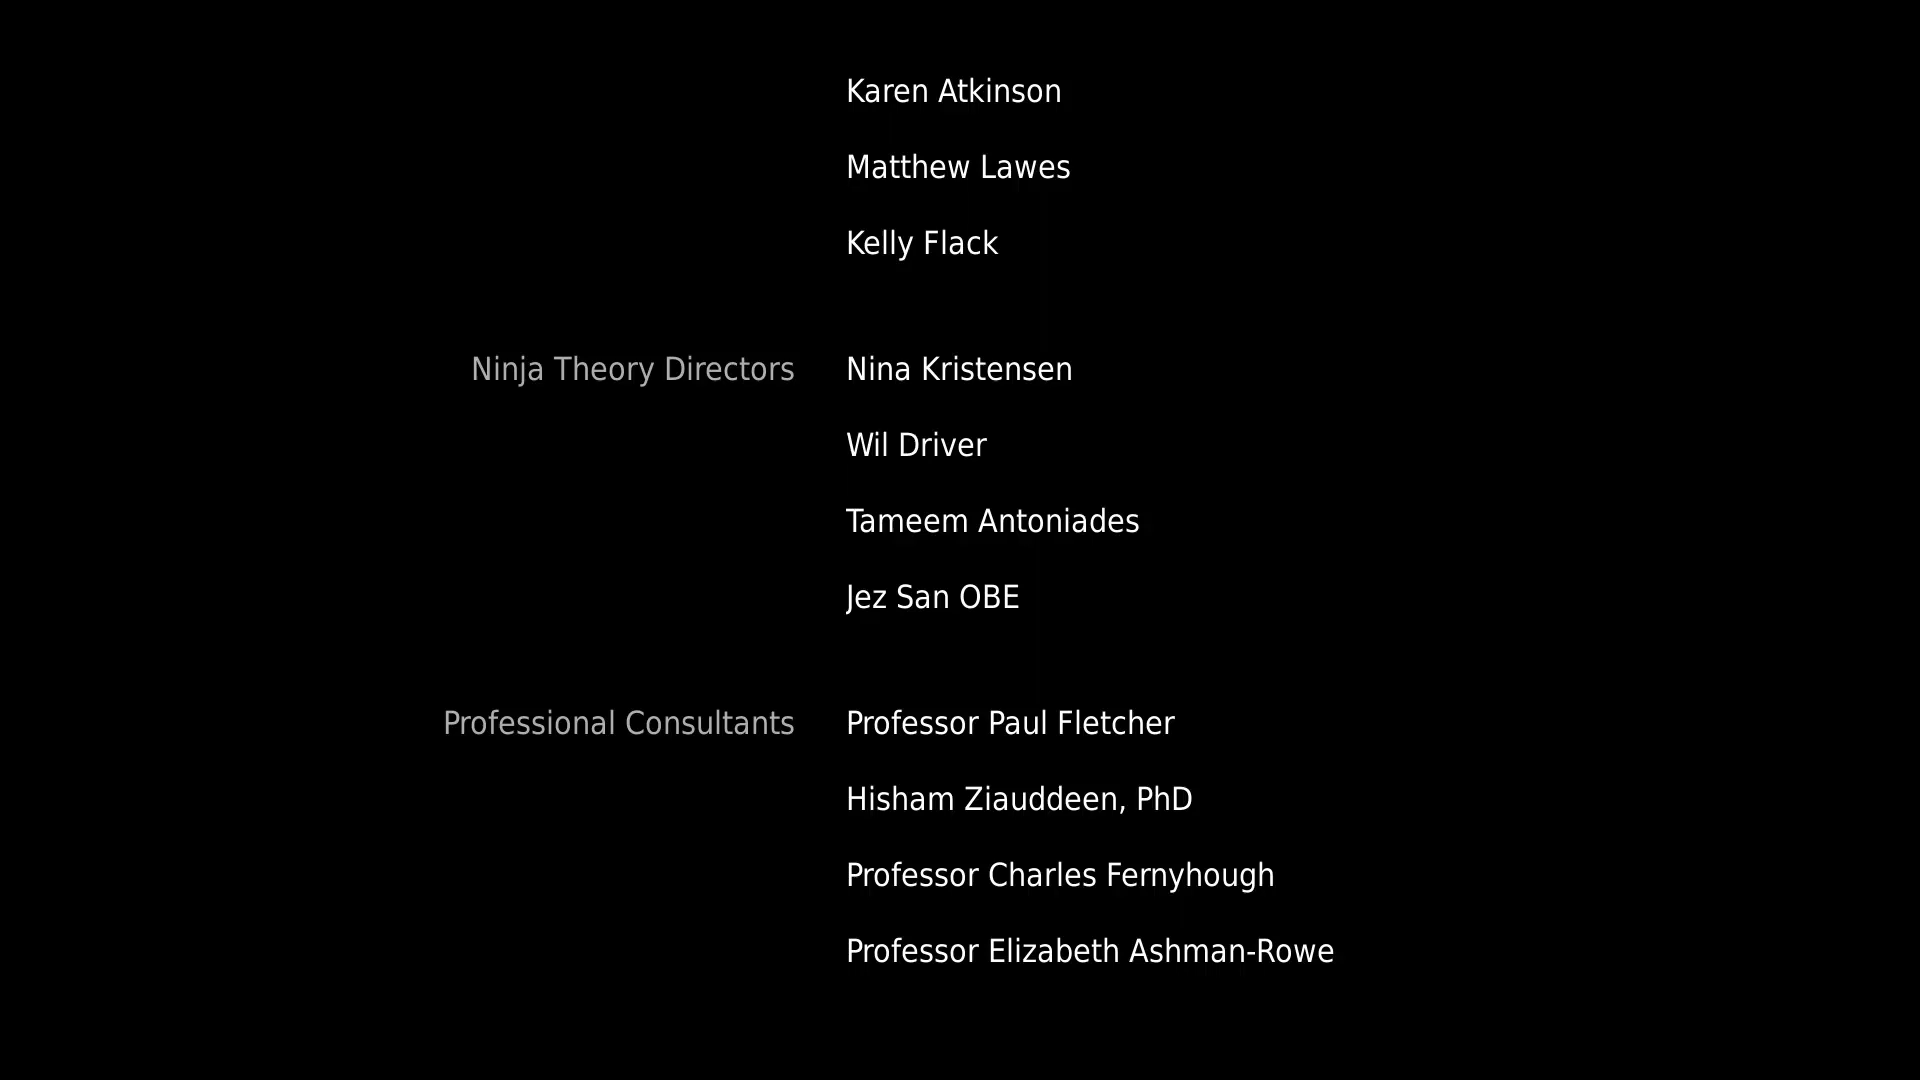 Karen Atkinson
Matthew Lawes
Kelly Flack
Ninja Theory Directors Nina Kristensen
Wil Driver
Tameem Antoniades
Jez San OBE
Professional Consultants Professor Paul Fletcher
Hisham Ziauddeen, PhD
Professor Charles Fernyhough
Professor Elizabeth Ashman-Rowe